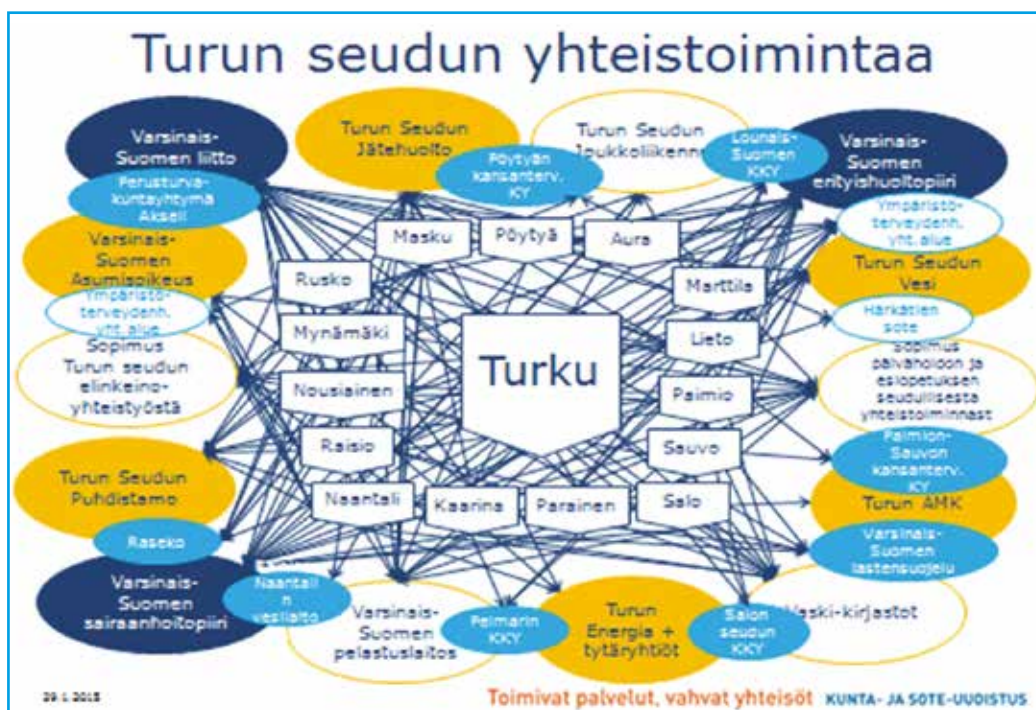 Turun seudun yhteistoimintaa
Varsinais-
Suomen liitto
Perusturva-
kuntayhtymä
Akseli
Turun Seudun
Jätehuolto
Pöytyän
kansanterv.
KY
Turun Seudun
Joukkoliikenne
Lounais-
Suomen
KKY
Varsinais-
Suomen
erityishuoltopiiri
Ympäristö-
terveydenh.
yht.alue
Varsinais-
Suomen
Asumisoikeus
Ympäristö-
terveydenh.
yht.alue
Sopimus
Turun seudun
elinkeino-
yhteistyöstä
Masku
Pöytyä
Aura
Rusko
Marttila
Turun Seudun
Vesi
Härkätien
sote
Mynämäki
Turku
Lieto
Sopimus
päivähoidon ja
esiopetuksen
seudullisesta
yhteistoiminnast
Nousiainen
Paimio
Raisio
Sauvo
Paimion-
Sauvon
kansanterv.
KY
Turun Seudun
Puhdistamo
Naantali
Kaarina
Parainen
Salo
Turun AMK
Raseko
Varsinais-
Suomen
lastensuojelu
Varsinais-
Suomen
sairaanhoitopiiri
Naantali
n
vesilaito
Varsinais-
Suomen
pelastuslaitos
Peimarin
KKY
Turun
Energia +
tytäryhtiöt
Salon
seudun
KKY
Vaski-kirjastot
29.1.2015
Toimivat palvelut, vahvat yhteisöt KUNTA- JA SOTE-UUDISTUS